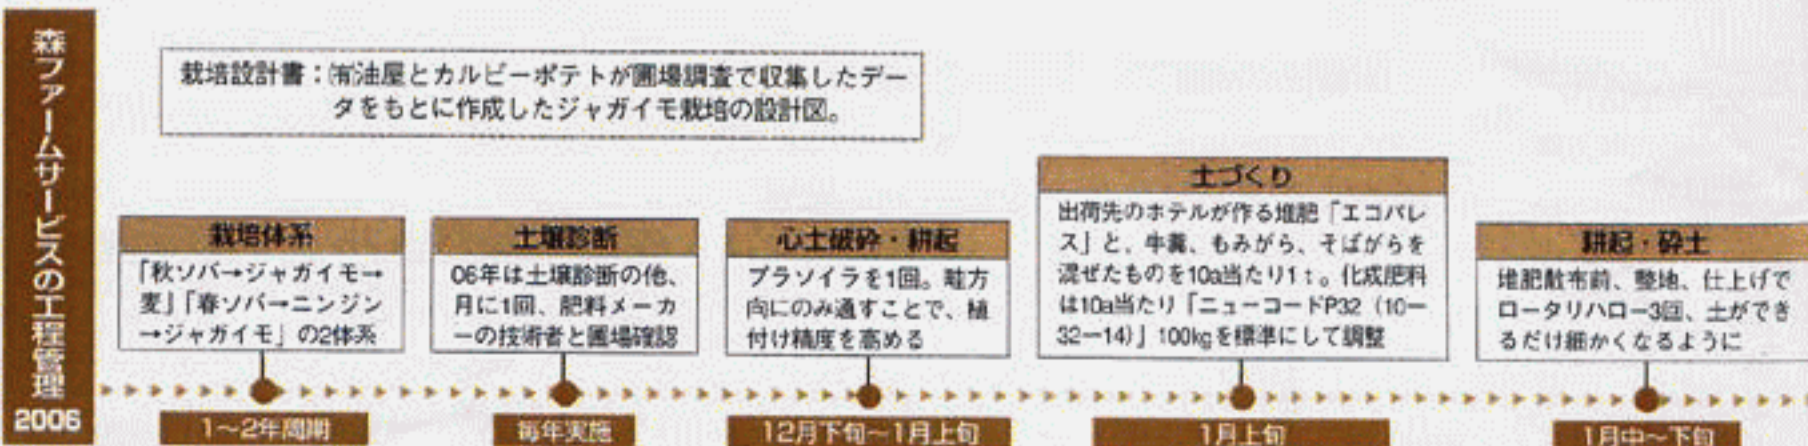 森ファームサービスの工程管理
2006
栽培設計書：㈲油屋とカルビーポテトが圃場調査で収集したデー
タをもとに作成したジャガイモ栽培の設計図。
栽培体系
「秋ソバ→ジャガイモ→
麦」「春ソバ→ニンジン
→ジャガイモ」の2体系
1～2年周期
土壌診断
06年は土壌診断の他、
月に1回、肥料メーカ
ーの技術者と圃場確認
毎年実施
心土破砕・耕起
プラソイラを1回。畦方
向にのみ通すことで、植
付け精度を高める
12月下旬～1月上旬
土づくり
出荷先のホテルが作る堆肥「エコパレ
ス」と、牛糞、もみがら、そばがらを
混ぜたものを10a当たり1t。化成肥料
は10a当たり「ニューコードP32（10－
32－14）」100kgを標準にして調整
1月上旬
耕起・砕土
堆肥散布前、整地、仕上げで
ロータリハロー3回、土ができ
るだけ細かくなるように
1月中～下旬